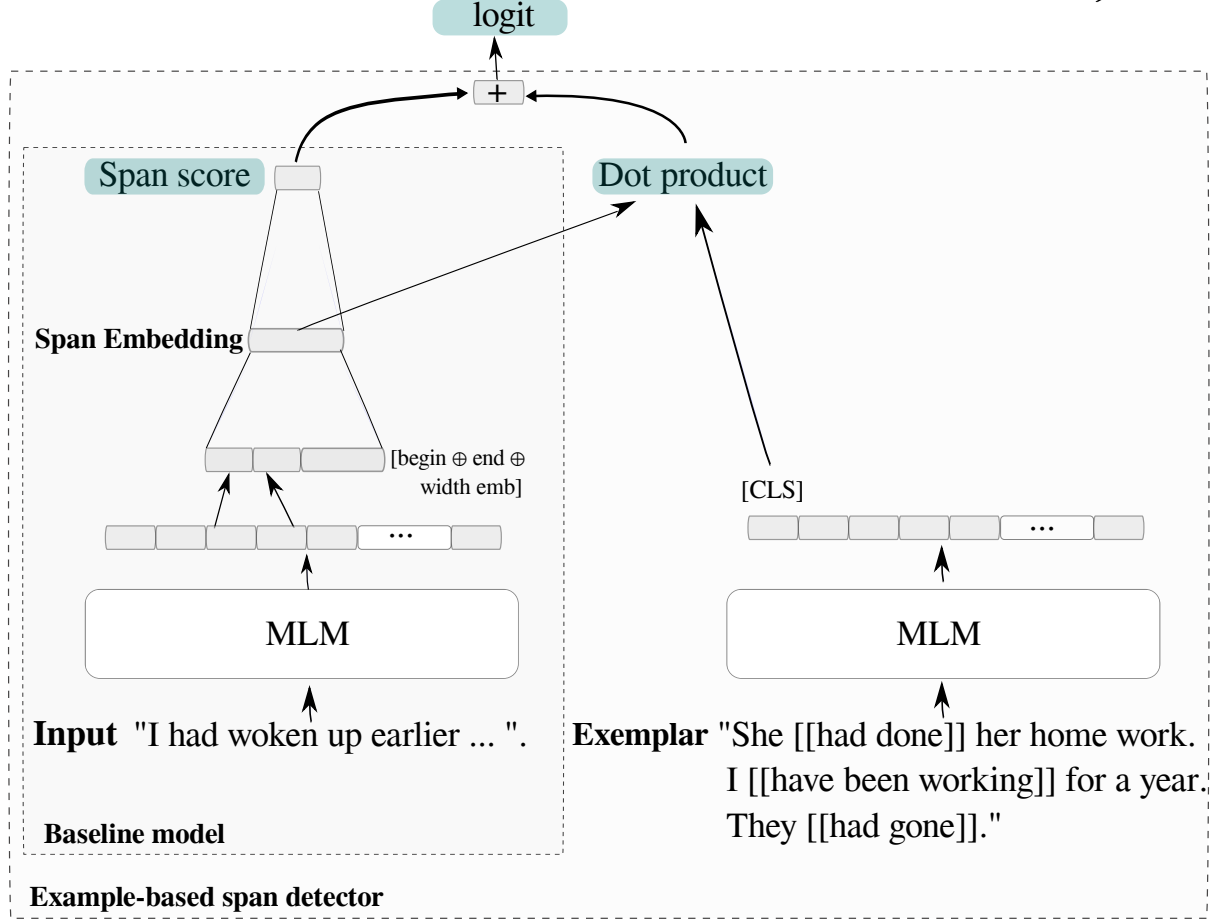 logit
+
Span score
Dot product
Span Embedding
[begin ⊕ end ⊕
width emb]
[CLS]
...
...
MLM
MLM
Input "I had woken up earlier ... ".
Exemplar "She [[had done]] her home work.
I [[have been working]] for a year.
They [[had gone]]."
Baseline model
Example-based span detector